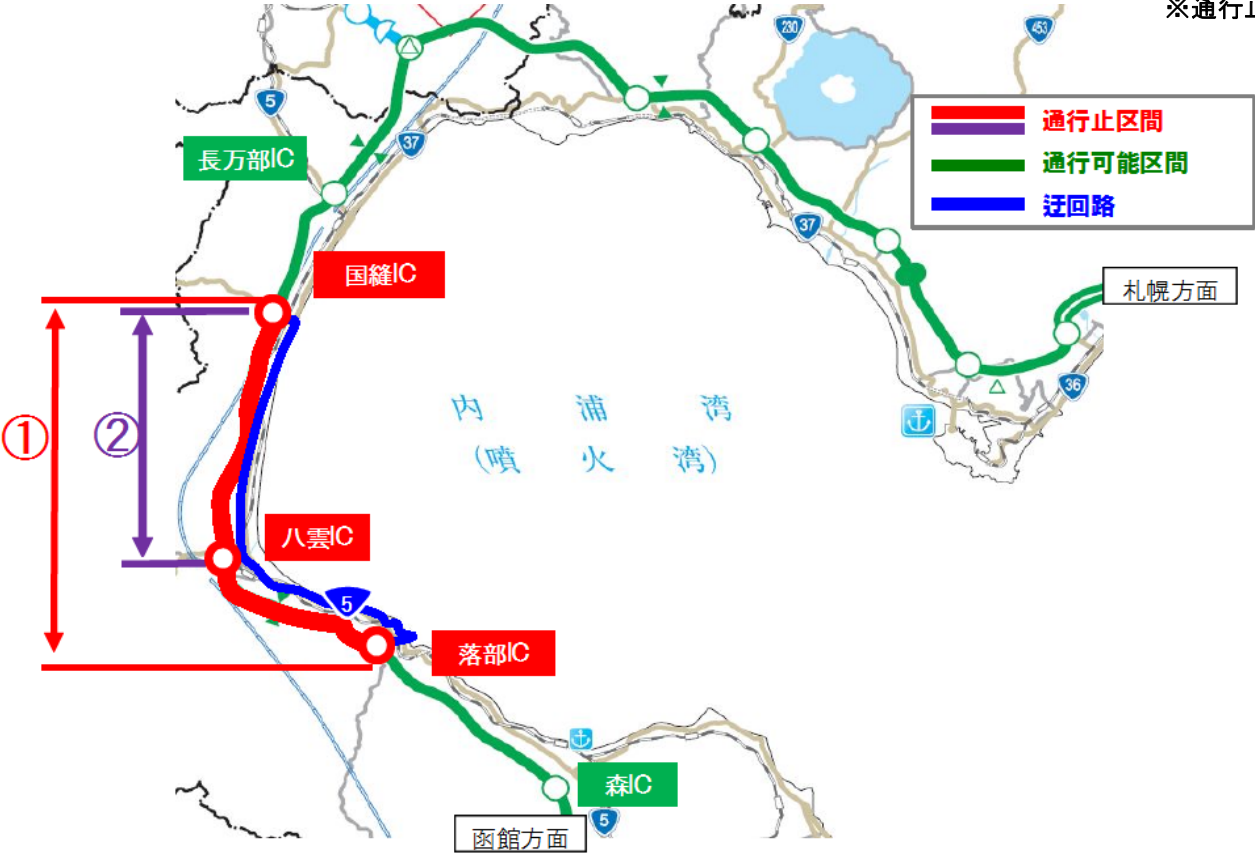 ※通行止
230
453
5
37
長万部IC
通行止区間
通行可能区間
迂回路
37
国縫IC
札幌方面
36
内浦湾
(噴火湾)
①
②
八雲IC
5
落部IC
森IC
5
函館方面